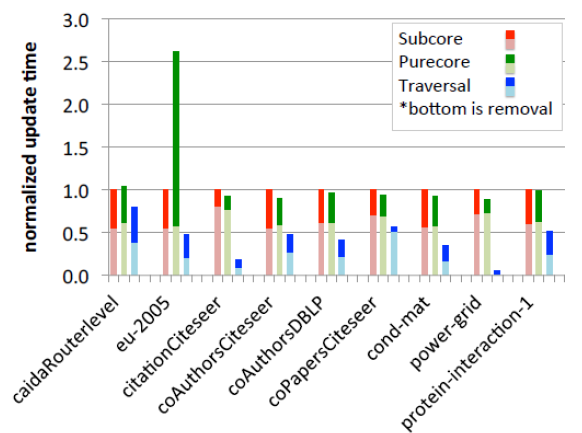 normalized update time
3.0
2.5
2.0
1.5
1.0
0.5
0.0
Subcore
Purecore
Traversal
*bottom is removal
caidaRouterlevel
eu-2005
citationCiteseer
coAuthorsCiteseer
coAuthorsDBLP
coPapersCiteseer
cond-mat
power-grid
protein-interaction-1